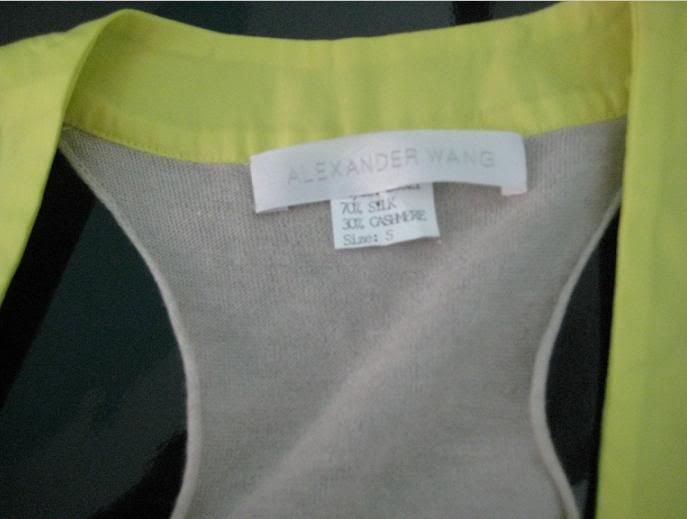 ALEXANDER WANG
70% SILK
30% CASHMERE
Size: S